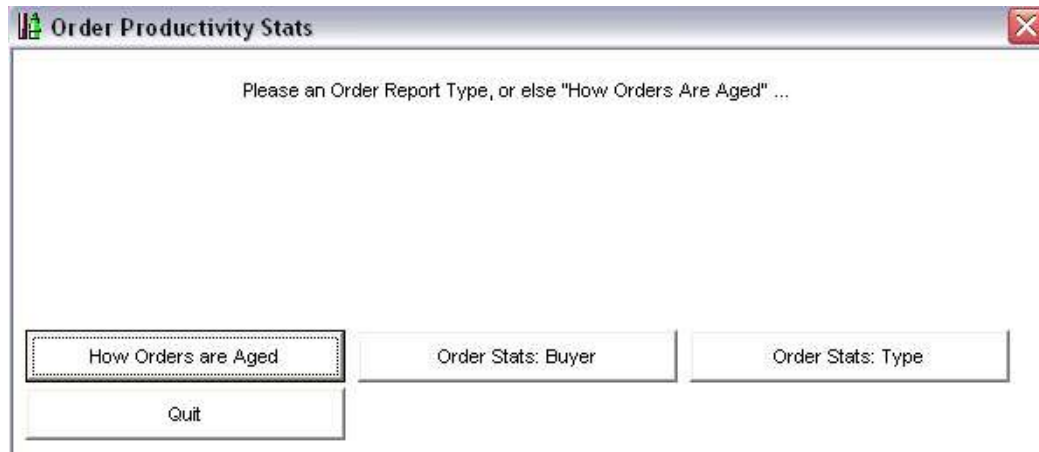 Order Productivity Stats
Please an Order Report Type, or else "How Orders Are Aged" ...
How Orders are Aged
Order Stats: Buyer
Order Stats: Type
Quit